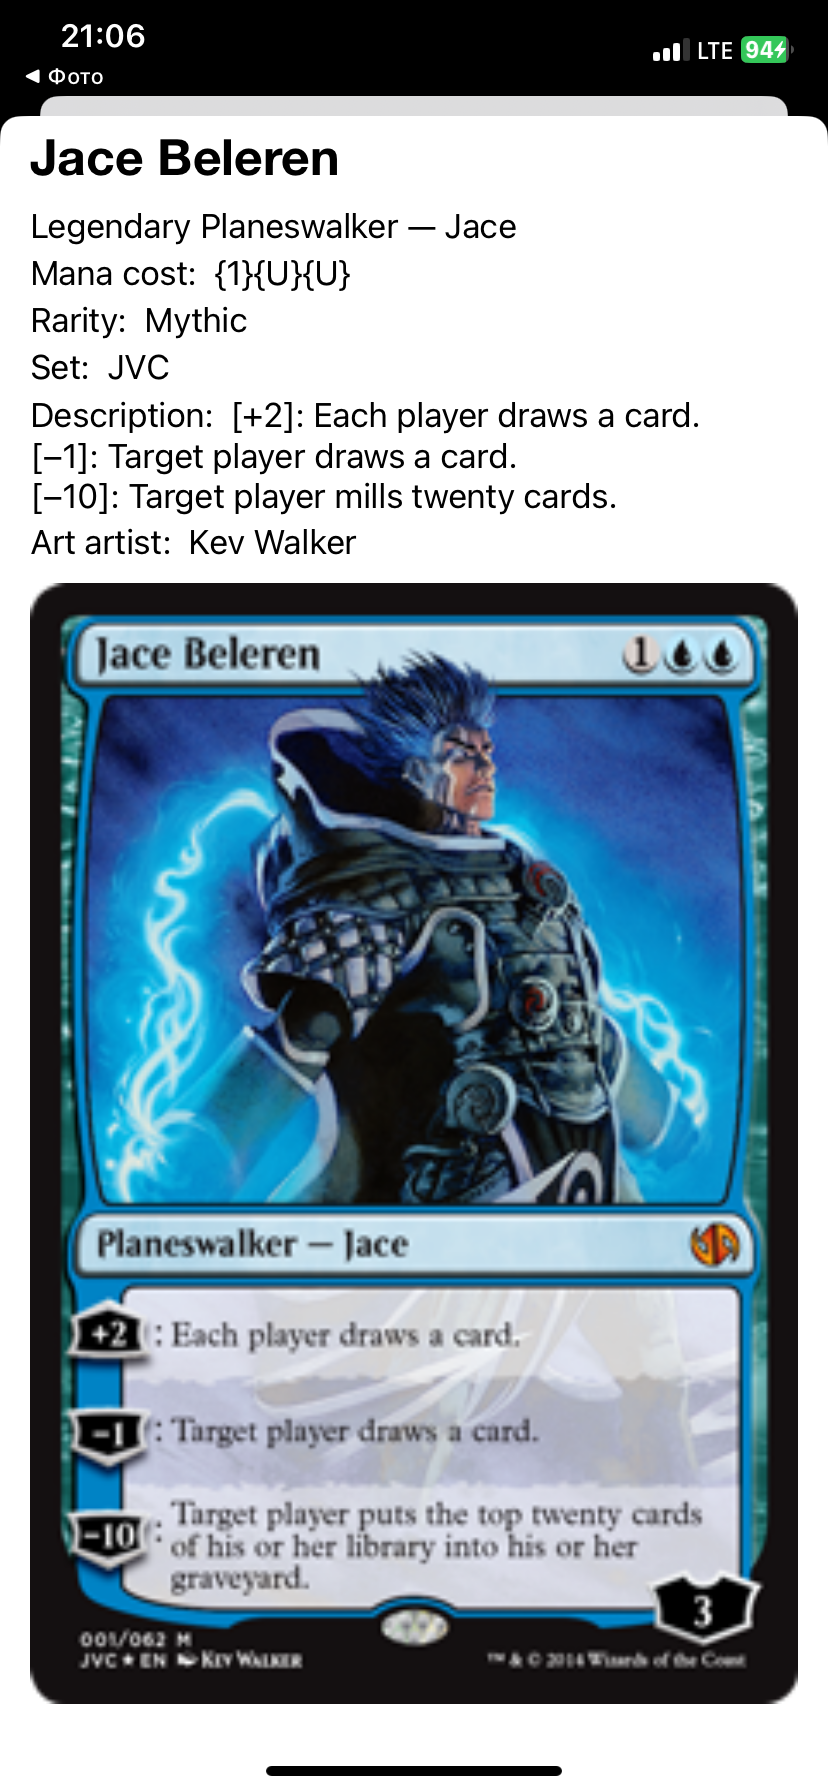 21:06
LTE 94
◀ Фото
Jace Beleren
Legendary Planeswalker — Jace
Mana cost: {1}{U}{U}
Rarity: Mythic
Set: JVC
Description: [+2]: Each player draws a card.
[−1]: Target player draws a card.
[−10]: Target player mills twenty cards.
Art artist: Kev Walker
Jace Beleren 1
Planeswalker — Jace
+2 : Each player draws a card.
−1 : Target player draws a card.
−10 : Target player puts the top twenty cards
of his or her library into his or her
graveyard.
3
001/062 M
JVC ★ EN Kev Walker
™ & © 2014 Wizards of the Coast